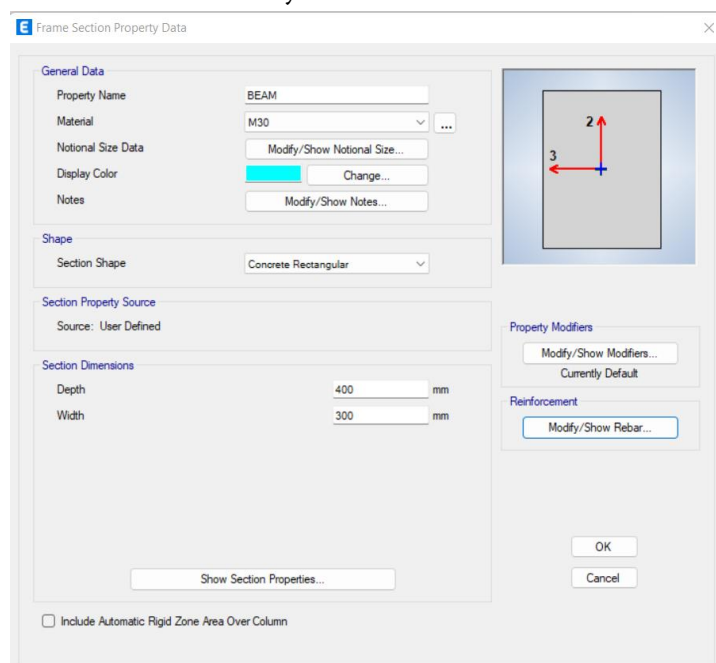 E Frame Section Property Data
General Data
Property Name BEAM
Material M30 ...
Notional Size Data Modify/Show Notional Size...
Display Color Change...
Notes Modify/Show Notes...
2
3
Shape
Section Shape Concrete Rectangular
Section Property Source
Source: User Defined
Property Modifiers
Modify/Show Modifiers...
Currently Default
Section Dimensions
Depth 400 mm
Width 300 mm
Reinforcement
Modify/Show Rebar...
OK
Show Section Properties...
Cancel
Include Automatic Rigid Zone Area Over Column